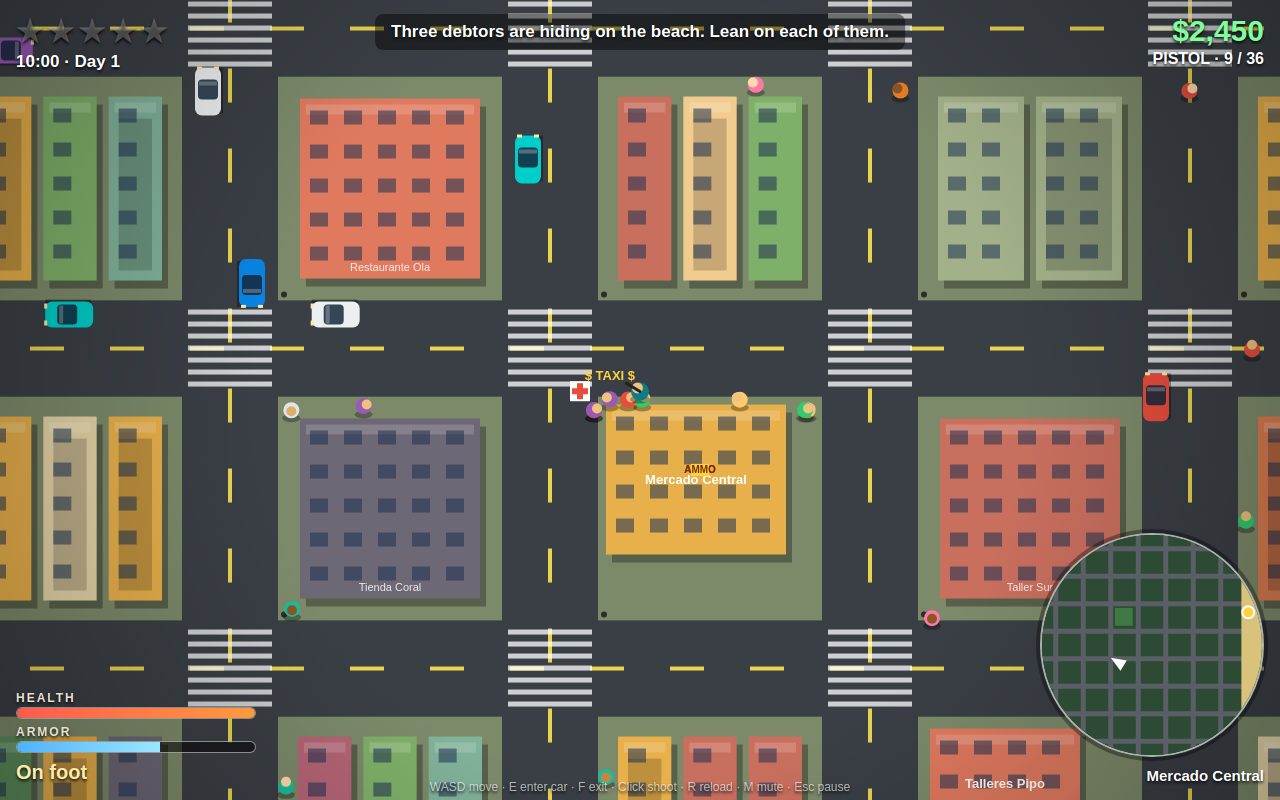 Three debtors are hiding on the beach. Lean on each of them.
$2,450
10:00 · Day 1
PISTOL · 9 / 36
Restaurante Ola
$ TAXI $
AMMO
Mercado Central
Tienda Coral
Taller Sur
HEALTH
ARMOR
On foot
Mercado Central
Talleres Pipo
WASD move · E enter car · F exit · Click shoot · R reload · M mute · Esc pause